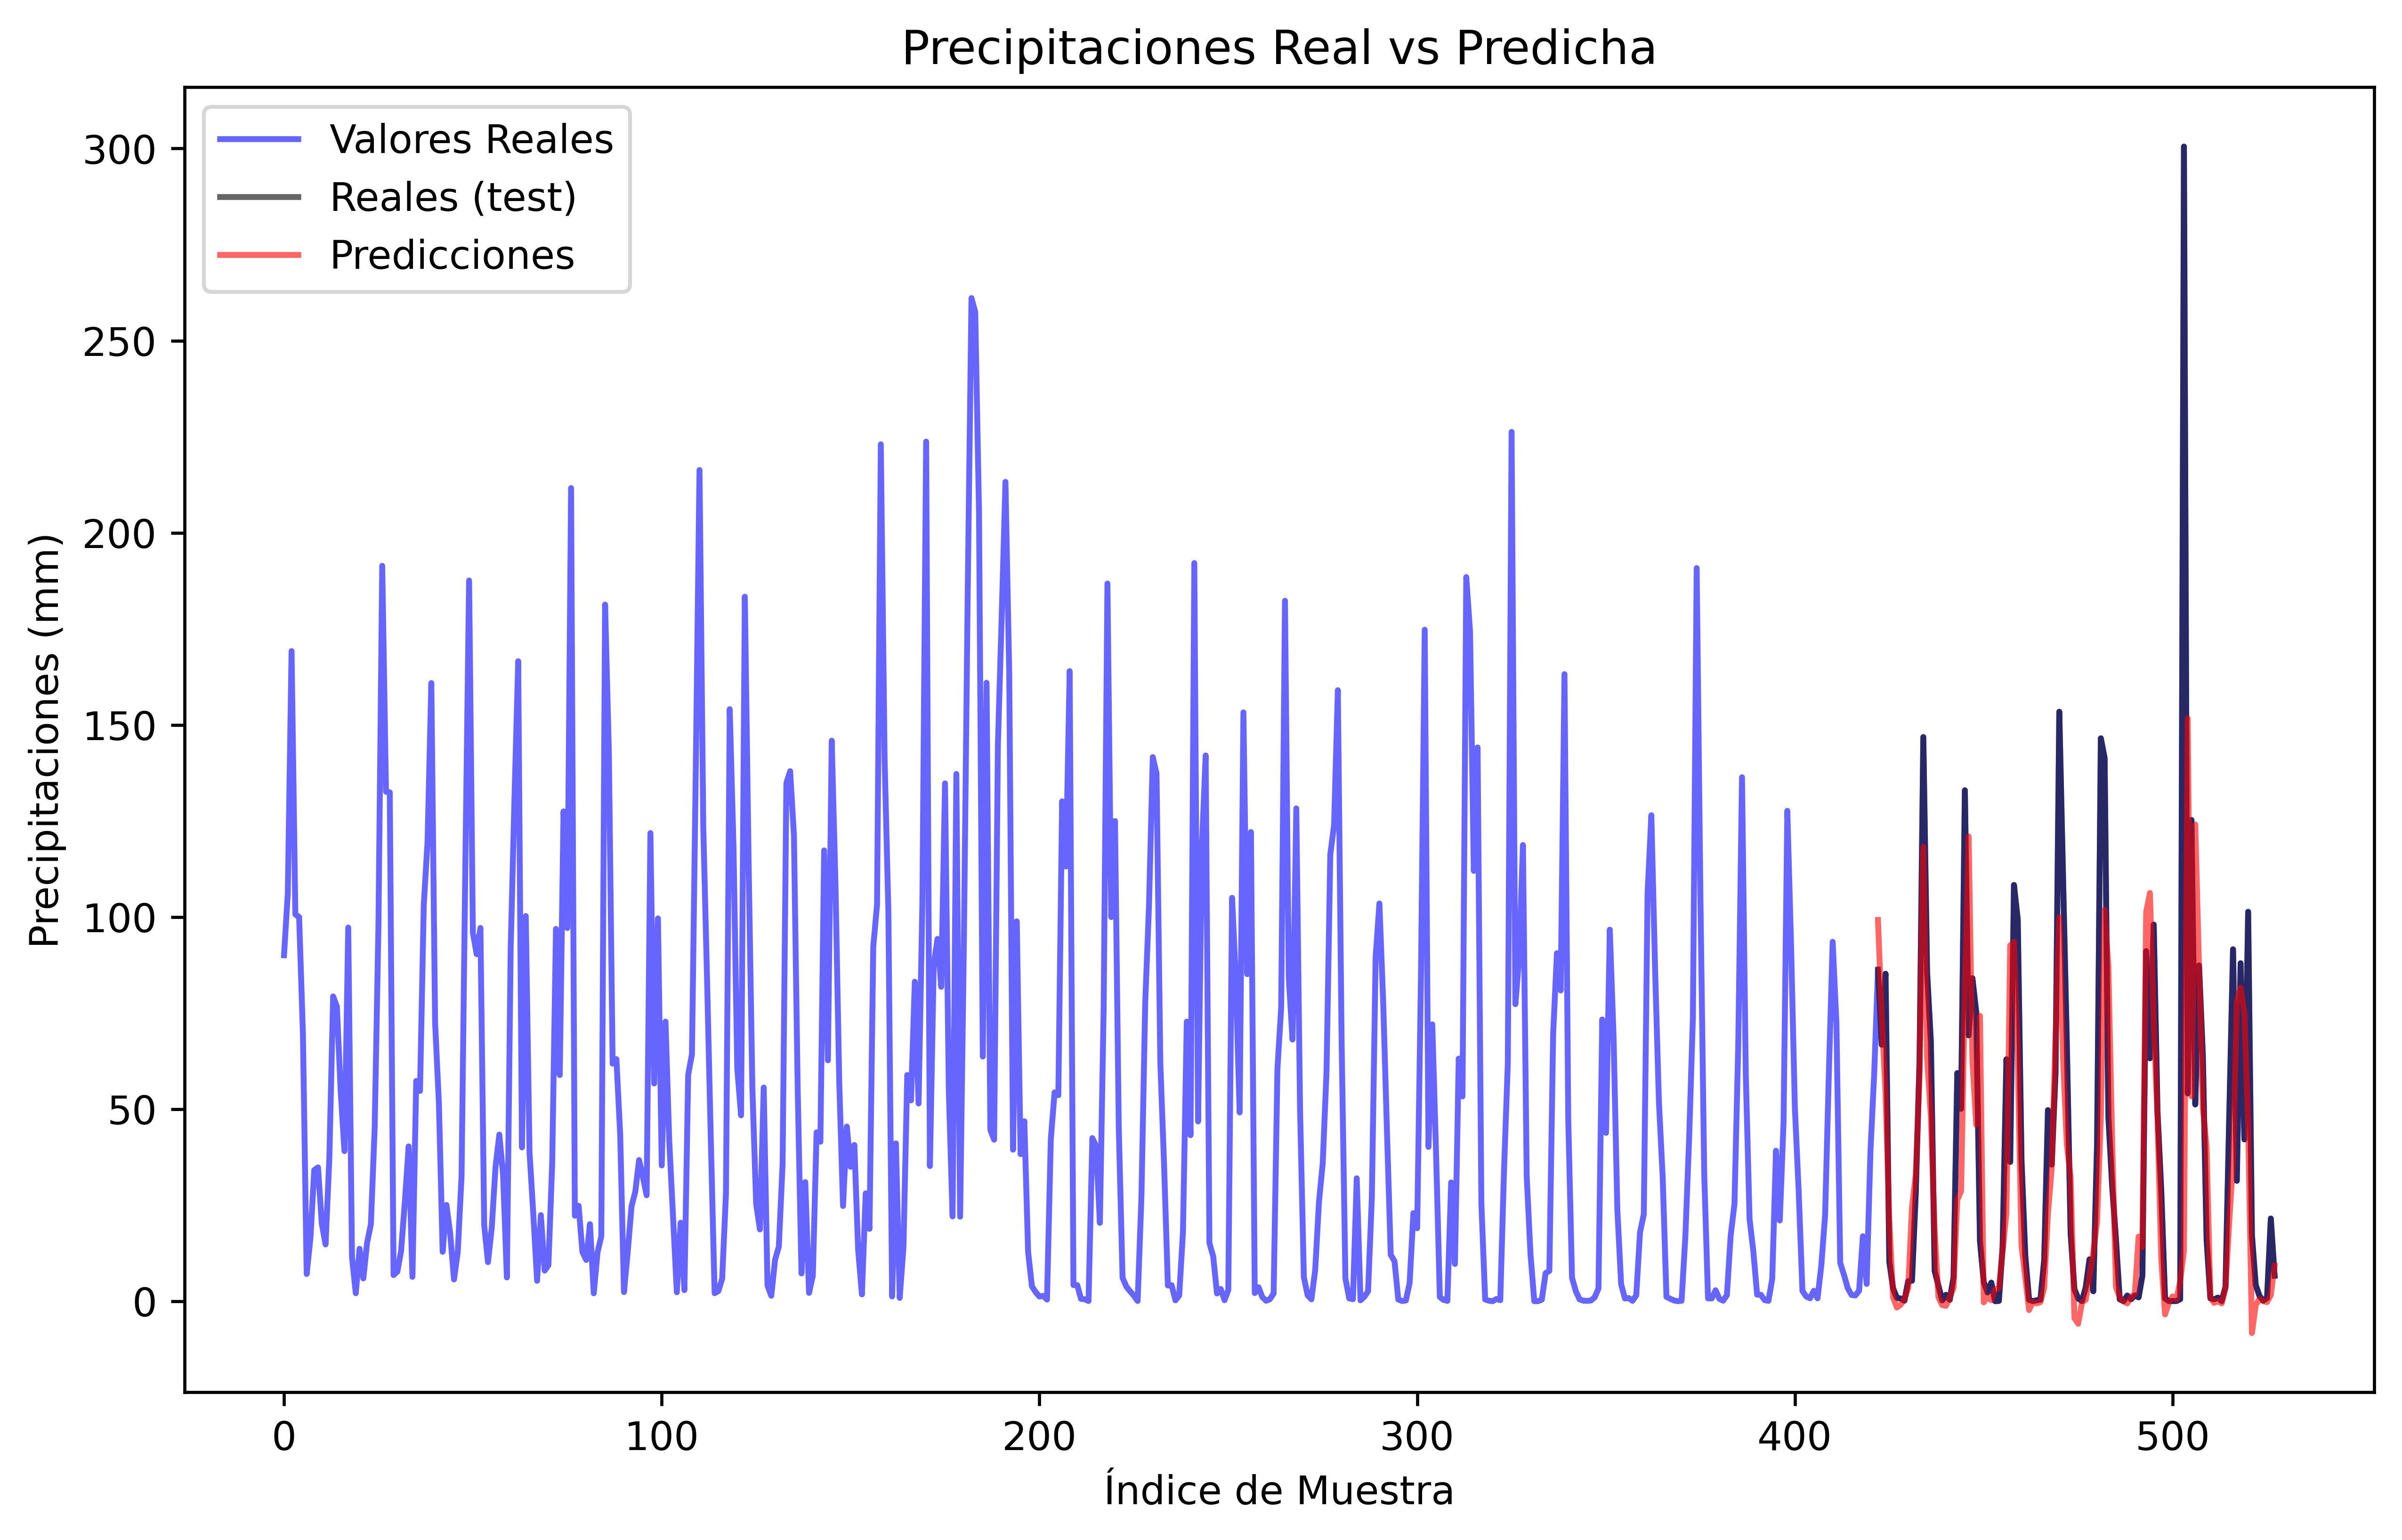 Precipitaciones Real vs Predicha
Valores Reales
Reales (test)
Predicciones
Precipitaciones (mm)
300
250
200
150
100
50
0
0 100 200 300 400 500
Índice de Muestra